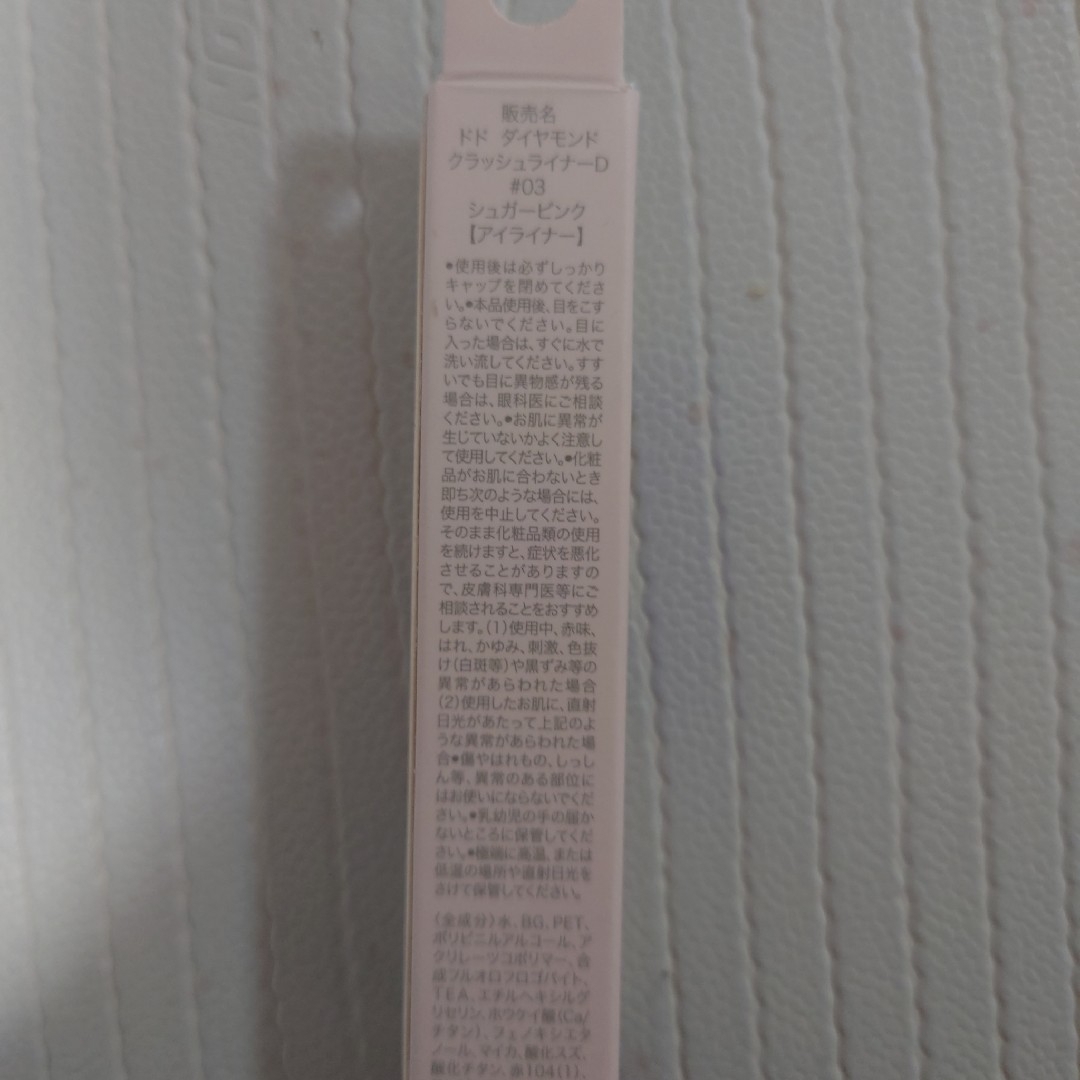 販売名
ドド ダイヤモンド
クラッシュライナーD
#03
シュガーピンク
【アイライナー】
●使用後は必ずしっかり
キャップを閉めてくださ
い。●本品使用後、目をこす
らないでください。目に
入った場合は、すぐに水で
洗い流してください。すす
いでも目に異物感が残る
場合は、眼科医にご相談
ください。●お肌に異常が
生じていないかよく注意し
て使用してください。●化粧
品がお肌に合わないとき
即ち次のような場合には、
使用を中止してください。
そのまま化粧品類の使用
を続けますと、症状を悪化
させることがありますの
で、皮膚科専門医等にご
相談されることをおすすめ
します。(1)使用中、赤味、
はれ、かゆみ、刺激、色抜
け(白斑等)や黒ずみ等の
異常があらわれた場合
(2)使用したお肌に、直射
日光があたって上記のよ
うな異常があらわれた場
合●傷やはれもの、しっし
ん等、異常のある部位に
はお使いにならないでくだ
さい。●乳幼児の手の届か
ないところに保管してくだ
さい。●極端に高温、または
低温の場所や直射日光を
さけて保管してください。
(全成分)水、BG、PET、
ポリビニルアルコール、ア
クリレーツコポリマー、合
成フルオロフロゴパイト、
TEA、エチルヘキシルグ
リセリン、ホウケイ酸(Ca/
チタン)、フェノキシエタ
ノール、マイカ、酸化スズ、
酸化チタン、赤104(1)、